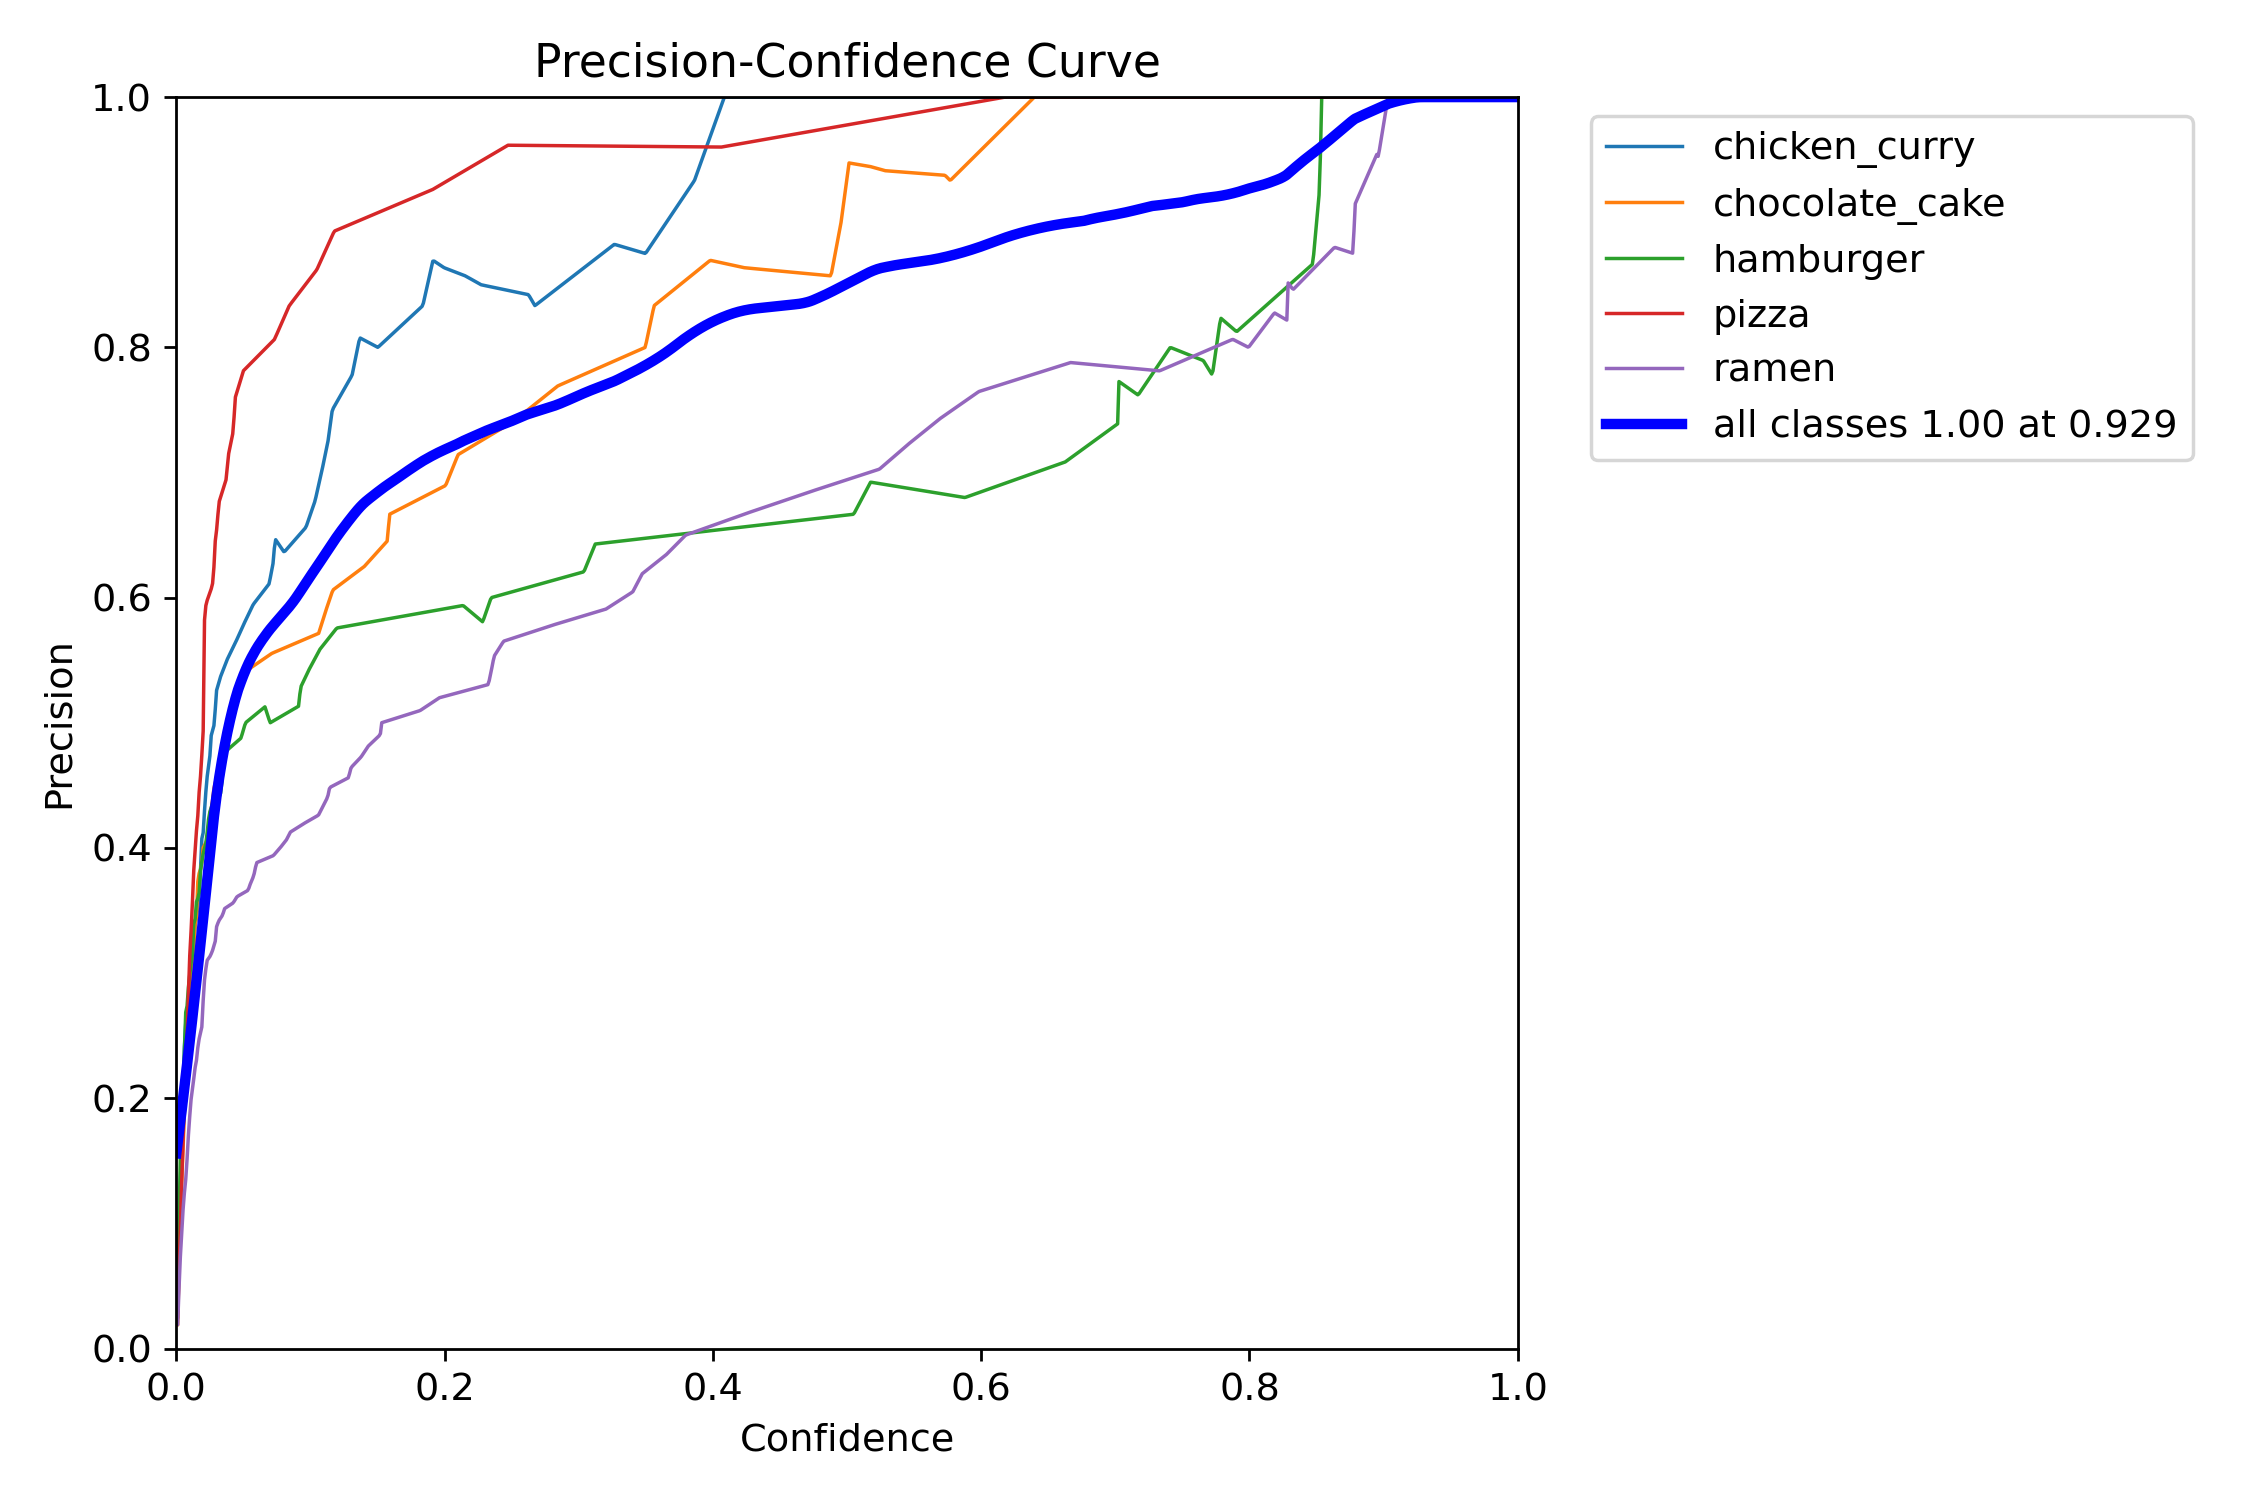 Precision-Confidence Curve
1.0
0.8
0.6
0.4
0.2
0.0
Precision
0.0 0.2 0.4 0.6 0.8 1.0
Confidence
chicken_curry
chocolate_cake
hamburger
pizza
ramen
all classes 1.00 at 0.929